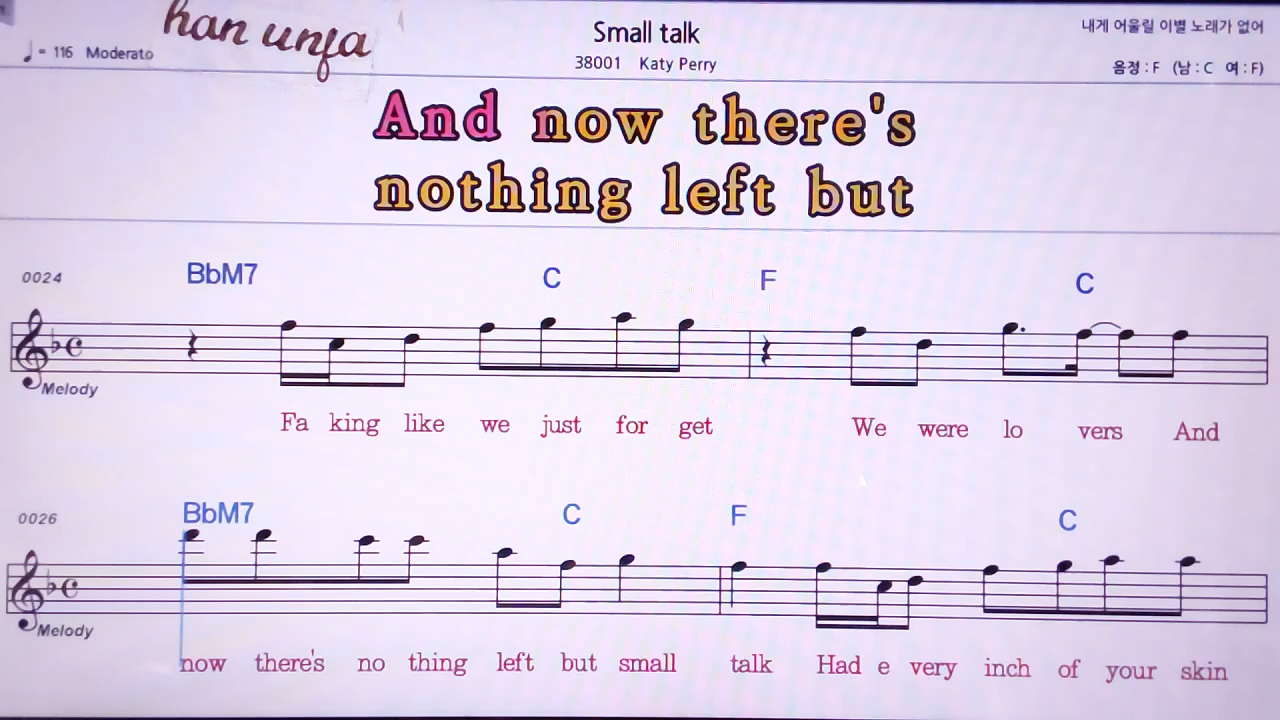 han unja
Small talk
내게 어울릴 이별 노래가 없어
♩= 116 Moderato
38001 Katy Perry
음정 : F (남 : C 여 : F)
And now there's
nothing left but
0024 BbM7 C F C
Melody
Fa king like we just for get We were lo vers And
0026 BbM7 C F C
Melody
now there's no thing left but small talk Had e very inch of your skin